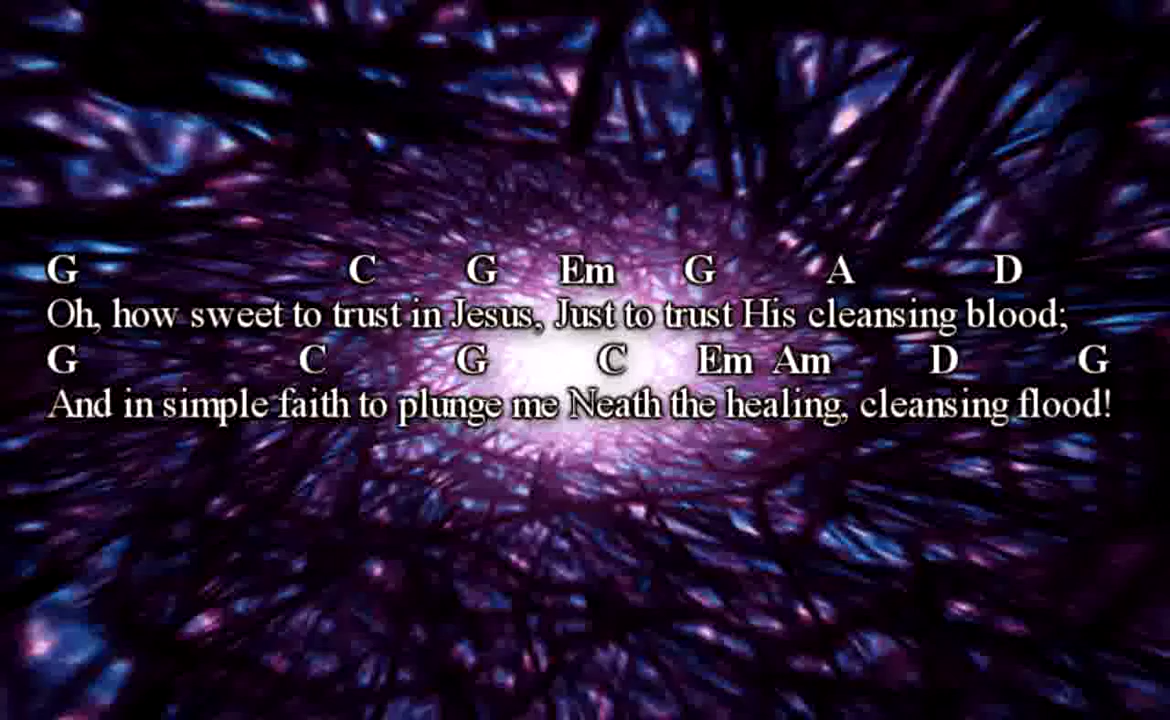 G C G Em G A D
Oh, how sweet to trust in Jesus, Just to trust His cleansing blood;
G C G C Em Am D G
And in simple faith to plunge me Neath the healing, cleansing flood!